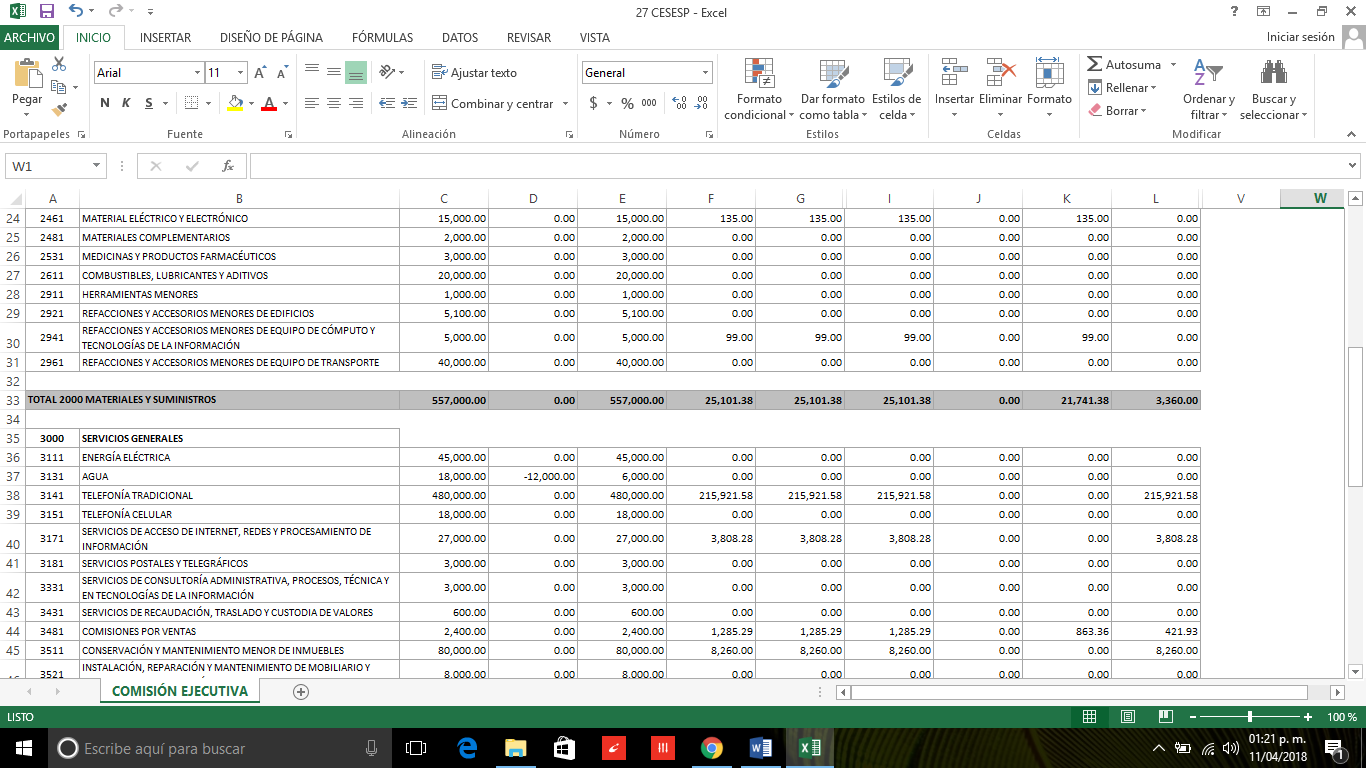 27 CESESP - Excel
ARCHIVO INICIO INSERTAR DISEÑO DE PÁGINA FÓRMULAS DATOS REVISAR VISTA Iniciar sesión
Pegar
Arial 11
N K S
Ajustar texto
Combinar y centrar
General
$ % 000
Formato condicional
Dar formato como tabla
Estilos de celda
Insertar Eliminar Formato
Autosuma
Rellenar
Borrar
Ordenar y filtrar
Buscar y seleccionar
Portapapeles Fuente Alineación Número Estilos Celdas Modificar
W1
A B C D E F G I J K L V W
24 2461 MATERIAL ELÉCTRICO Y ELECTRÓNICO 15,000.00 0.00 15,000.00 135.00 135.00 135.00 0.00 135.00 0.00
25 2481 MATERIALES COMPLEMENTARIOS 2,000.00 0.00 2,000.00 0.00 0.00 0.00 0.00 0.00 0.00
26 2531 MEDICINAS Y PRODUCTOS FARMACÉUTICOS 3,000.00 0.00 3,000.00 0.00 0.00 0.00 0.00 0.00 0.00
27 2611 COMBUSTIBLES, LUBRICANTES Y ADITIVOS 20,000.00 0.00 20,000.00 0.00 0.00 0.00 0.00 0.00 0.00
28 2911 HERRAMIENTAS MENORES 1,000.00 0.00 1,000.00 0.00 0.00 0.00 0.00 0.00 0.00
29 2921 REFACCIONES Y ACCESORIOS MENORES DE EDIFICIOS 5,100.00 0.00 5,100.00 0.00 0.00 0.00 0.00 0.00 0.00
30 2941 REFACCIONES Y ACCESORIOS MENORES DE EQUIPO DE CÓMPUTO Y
TECNOLOGÍAS DE LA INFORMACIÓN 5,000.00 0.00 5,000.00 99.00 99.00 99.00 0.00 99.00 0.00
31 2961 REFACCIONES Y ACCESORIOS MENORES DE EQUIPO DE TRANSPORTE 40,000.00 0.00 40,000.00 0.00 0.00 0.00 0.00 0.00 0.00
32
33 TOTAL 2000 MATERIALES Y SUMINISTROS 557,000.00 0.00 557,000.00 25,101.38 25,101.38 25,101.38 0.00 21,741.38 3,360.00
34
35 3000 SERVICIOS GENERALES
36 3111 ENERGÍA ELÉCTRICA 45,000.00 0.00 45,000.00 0.00 0.00 0.00 0.00 0.00 0.00
37 3131 AGUA 18,000.00 -12,000.00 6,000.00 0.00 0.00 0.00 0.00 0.00 0.00
38 3141 TELEFONÍA TRADICIONAL 480,000.00 0.00 480,000.00 215,921.58 215,921.58 215,921.58 0.00 0.00 215,921.58
39 3151 TELEFONÍA CELULAR 18,000.00 0.00 18,000.00 0.00 0.00 0.00 0.00 0.00 0.00
40 3171 SERVICIOS DE ACCESO DE INTERNET, REDES Y PROCESAMIENTO DE
INFORMACIÓN 27,000.00 0.00 27,000.00 3,808.28 3,808.28 3,808.28 0.00 0.00 3,808.28
41 3181 SERVICIOS POSTALES Y TELEGRÁFICOS 3,000.00 0.00 3,000.00 0.00 0.00 0.00 0.00 0.00 0.00
42 3331 SERVICIOS DE CONSULTORÍA ADMINISTRATIVA, PROCESOS, TÉCNICA Y
EN TECNOLOGÍAS DE LA INFORMACIÓN 3,000.00 0.00 3,000.00 0.00 0.00 0.00 0.00 0.00 0.00
43 3431 SERVICIOS DE RECAUDACIÓN, TRASLADO Y CUSTODIA DE VALORES 600.00 0.00 600.00 0.00 0.00 0.00 0.00 0.00 0.00
44 3481 COMISIONES POR VENTAS 2,400.00 0.00 2,400.00 1,285.29 1,285.29 1,285.29 0.00 863.36 421.93
45 3511 CONSERVACIÓN Y MANTENIMIENTO MENOR DE INMUEBLES 80,000.00 0.00 80,000.00 8,260.00 8,260.00 8,260.00 0.00 0.00 8,260.00
3521 INSTALACIÓN, REPARACIÓN Y MANTENIMIENTO DE MOBILIARIO Y 8,000.00 0.00 8,000.00 0.00 0.00 0.00 0.00 0.00 0.00
COMISIÓN EJECUTIVA
LISTO 100 %
Escribe aquí para buscar
01:21 p. m.
11/04/2018
1